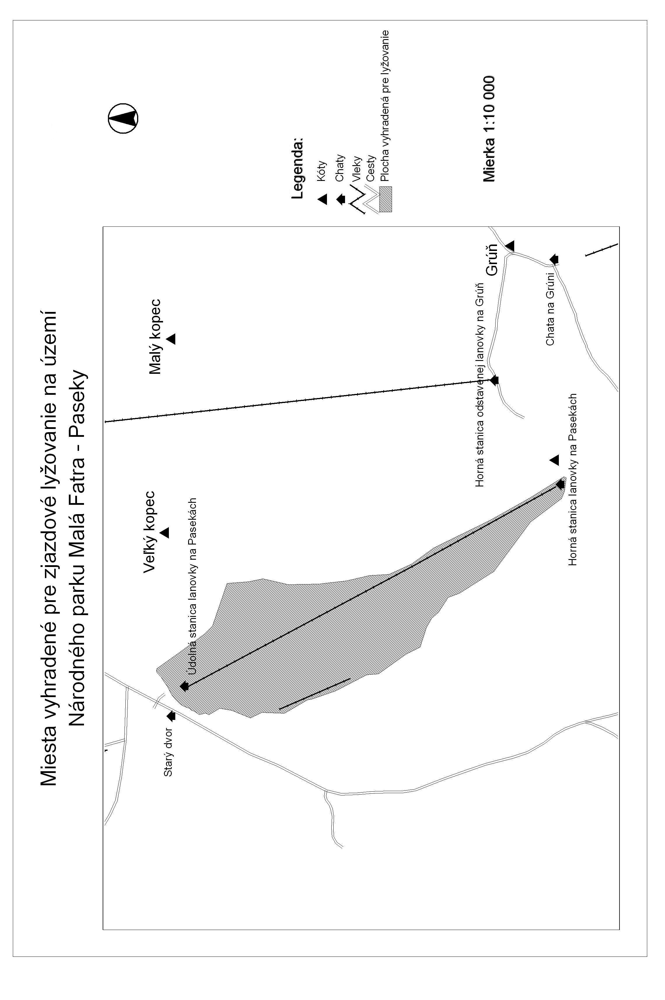 Miesta vyhradené pre zjazdové lyžovanie na území
Národného parku Malá Fatra - Paseky
Veľký kopec
Malý kopec
Starý dvor
Údolná stanica lanovky na Pasekách
Horná stanica odstavenej lanovky na Grúň
Grúň
Chata na Grúni
Horná stanica lanovky na Pasekách
Legenda:
Kóty
Chaty
Vleky
Cesty
Plocha vyhradená pre lyžovanie
Mierka 1:10 000